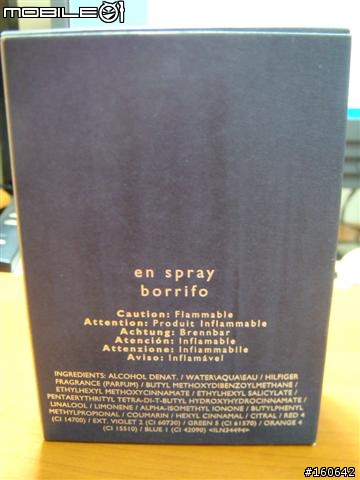 MOBILE01
en spray
borrifo
Caution: Flammable
Attention: Produit Inflammable
Achtung: Brennbar
Atención: Inflamable
Attenzione: Inflammabile
Aviso: Inflamável
INGREDIENTS: ALCOHOL DENAT. / WATER\AQUA\EAU / HILFIGER
FRAGRANCE (PARFUM) / BUTYL METHOXYDIBENZOYLMETHANE /
ETHYLHEXYL METHOXYCINNAMATE / ETHYLHEXYL SALICYLATE /
PENTAERYTHRITYL TETRA-DI-T-BUTYL HYDROXYHYDROCINNAMATE /
LINALOOL / LIMONENE / ALPHA-ISOMETHYL IONONE / BUTYLPHENYL
METHYLPROPIONAL / COUMARIN / HEXYL CINNAMAL / CITRAL / RED 4
(CI 14700) / EXT. VIOLET 2 (CI 60730) / GREEN 5 (CI 61570) / ORANGE 4
(CI 15510) / BLUE 1 (CI 42090) <ILN34494>
#160642